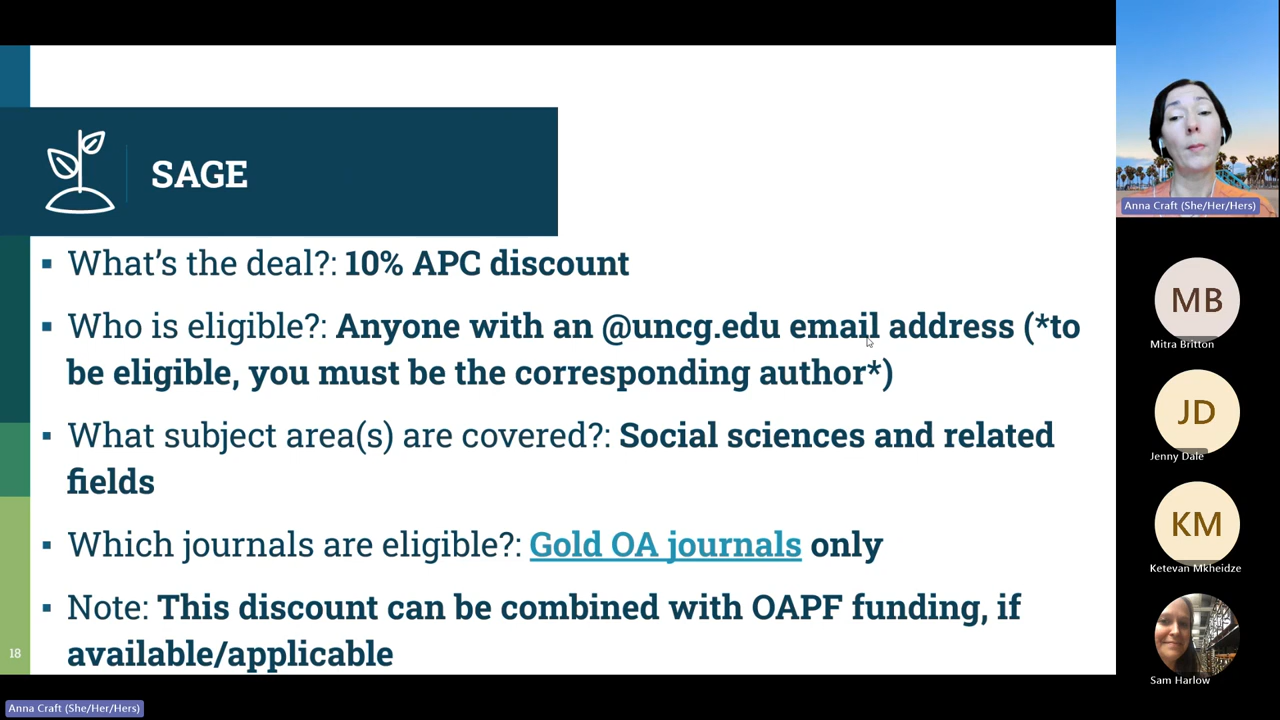 SAGE
▪ What's the deal?: 10% APC discount
▪ Who is eligible?: Anyone with an @uncg.edu email address (*to
be eligible, you must be the corresponding author*)
▪ What subject area(s) are covered?: Social sciences and related
fields
▪ Which journals are eligible?: Gold OA journals only
▪ Note: This discount can be combined with OAPF funding, if
available/applicable
18
Anna Craft (She/Her/Hers)
MB
Mitra Britton
JD
Jenny Dale
KM
Ketevan Mkheidze
Sam Harlow
Anna Craft (She/Her/Hers)